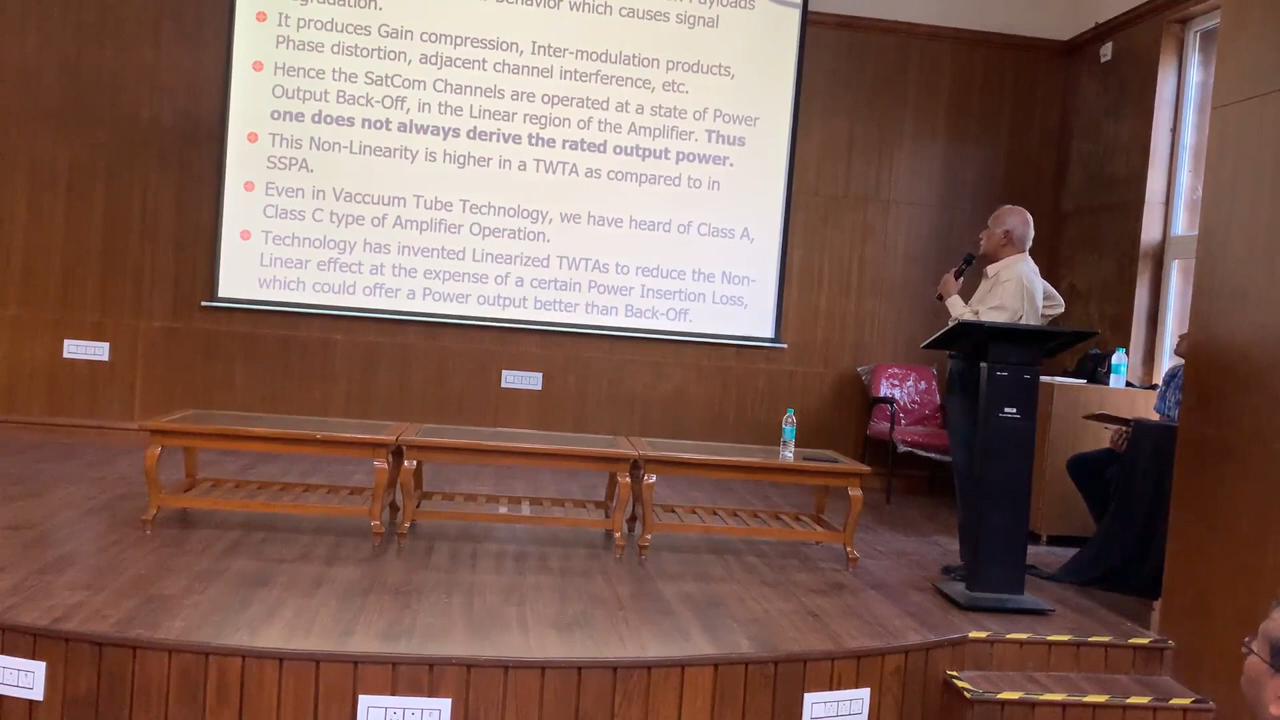 Payloads
behavior which causes signal
degradation.
It produces Gain compression, Inter-modulation products,
Phase distortion, adjacent channel interference, etc.
Hence the SatCom Channels are operated at a state of Power
Output Back-Off, in the Linear region of the Amplifier. Thus
one does not always derive the rated output power.
This Non-Linearity is higher in a TWTA as compared to in
SSPA.
Even in Vaccuum Tube Technology, we have heard of Class A,
Class C type of Amplifier Operation.
Technology has invented Linearized TWTAs to reduce the Non-
Linear effect at the expense of a certain Power Insertion Loss,
which could offer a Power output better than Back-Off.